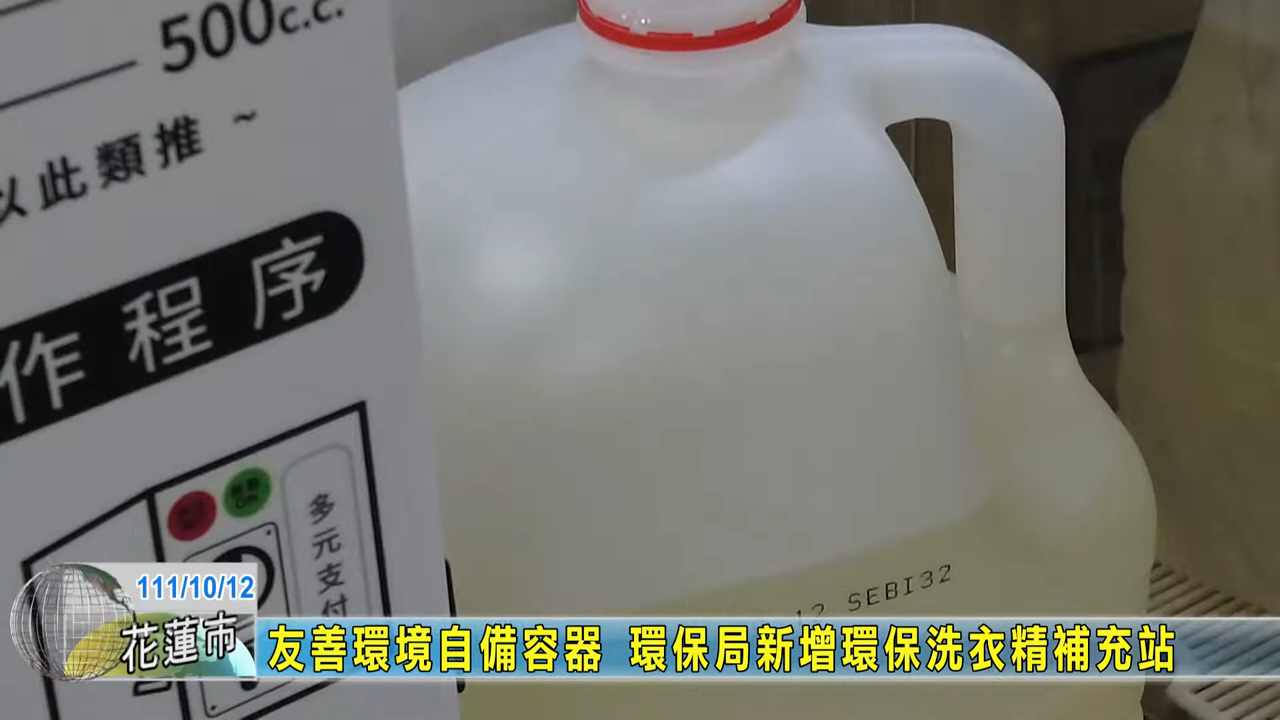 500c.c.
以此類推 ~
作程序
多元支付
12 SEBI32
111/10/12
花蓮市
友善環境自備容器 環保局新增環保洗衣精補充站